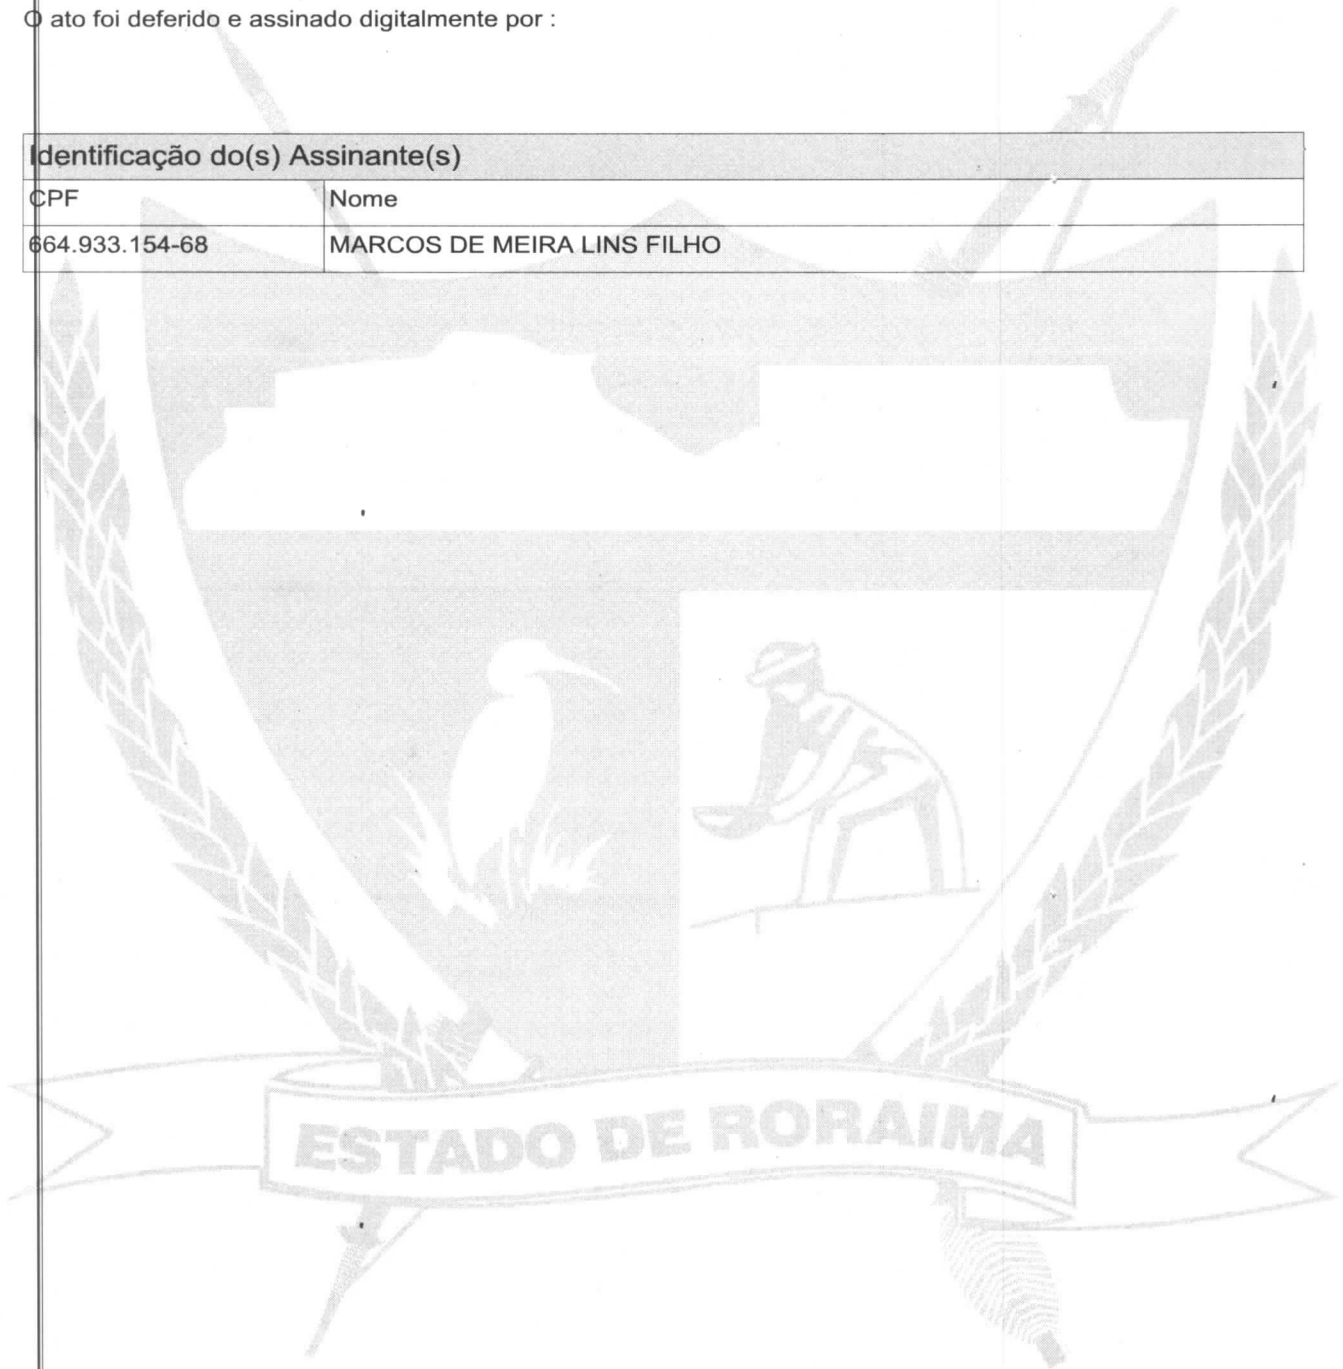 O ato foi deferido e assinado digitalmente por :
Identificação do(s) Assinante(s)
CPF Nome
664.933.154-68 MARCOS DE MEIRA LINS FILHO
ESTADO DE RORAIMA